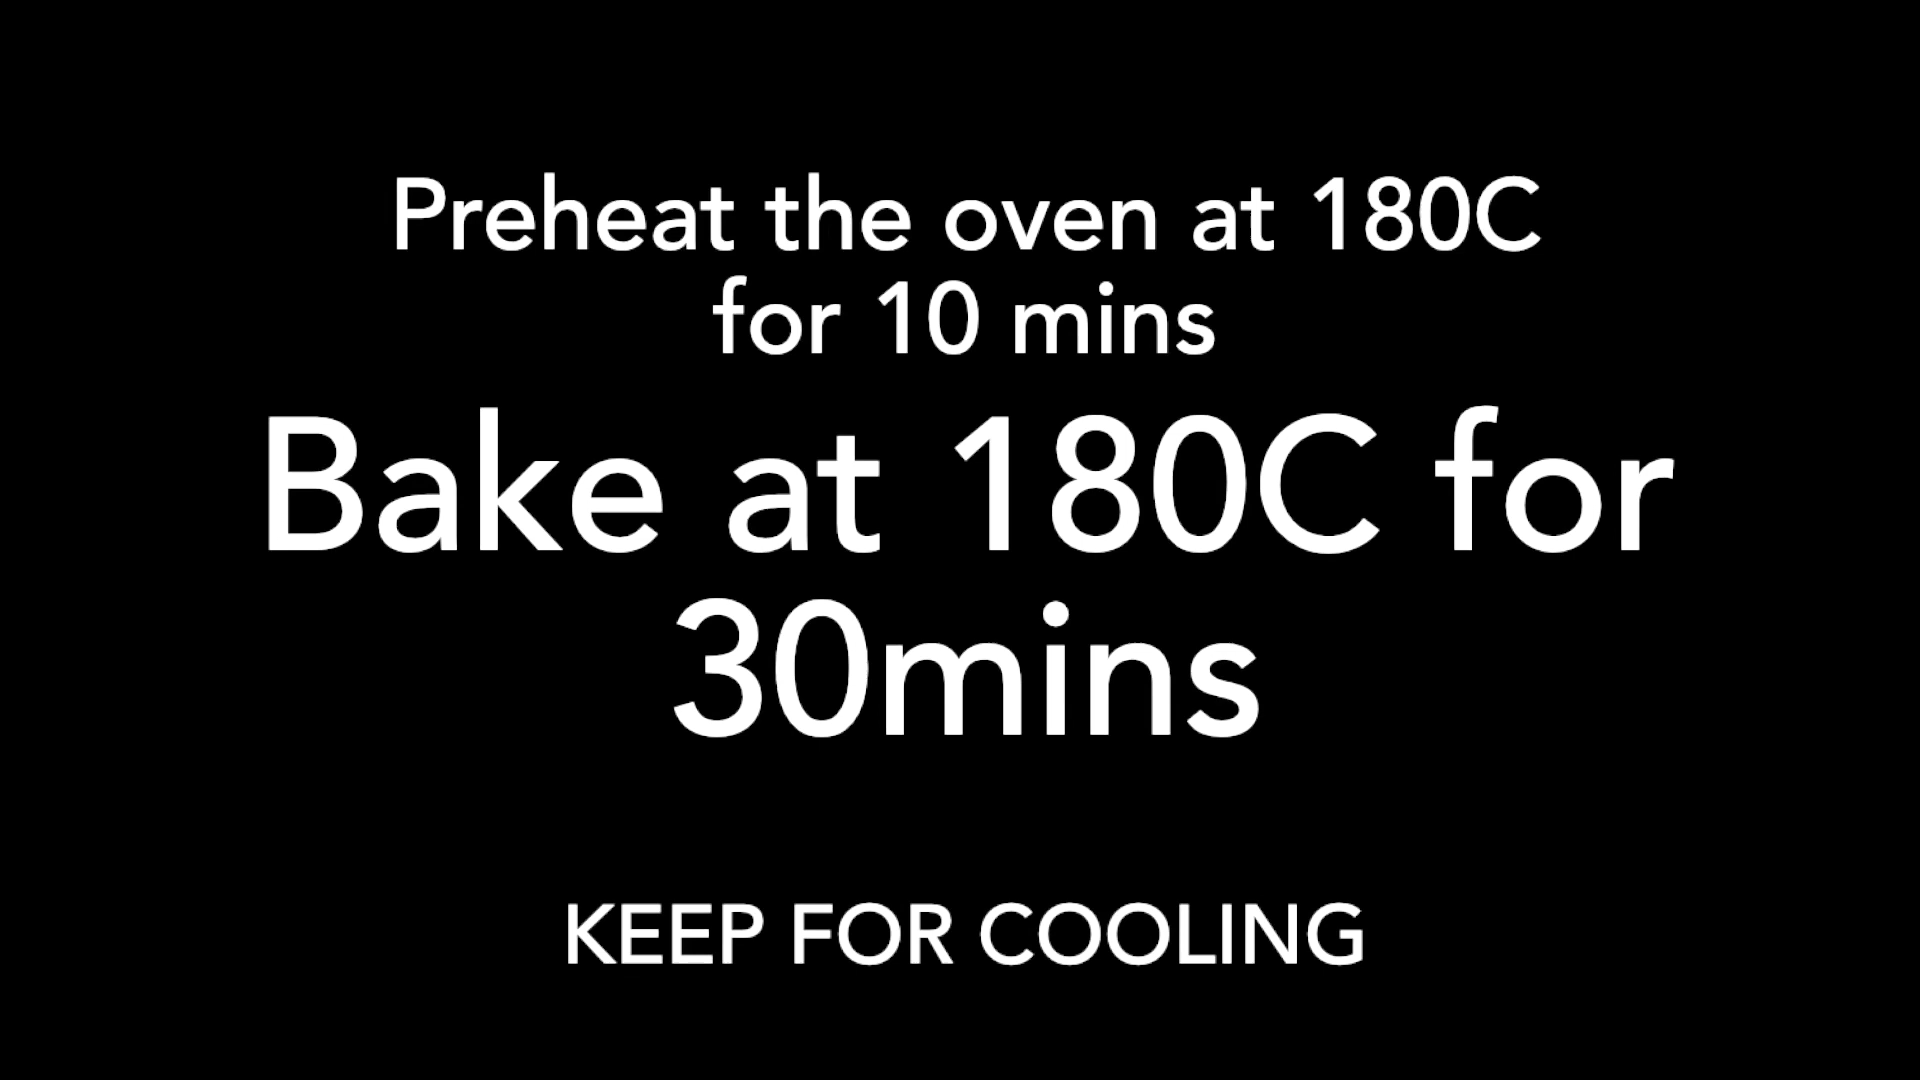 Preheat the oven at 180C
for 10 mins
Bake at 180C for
30mins
KEEP FOR COOLING